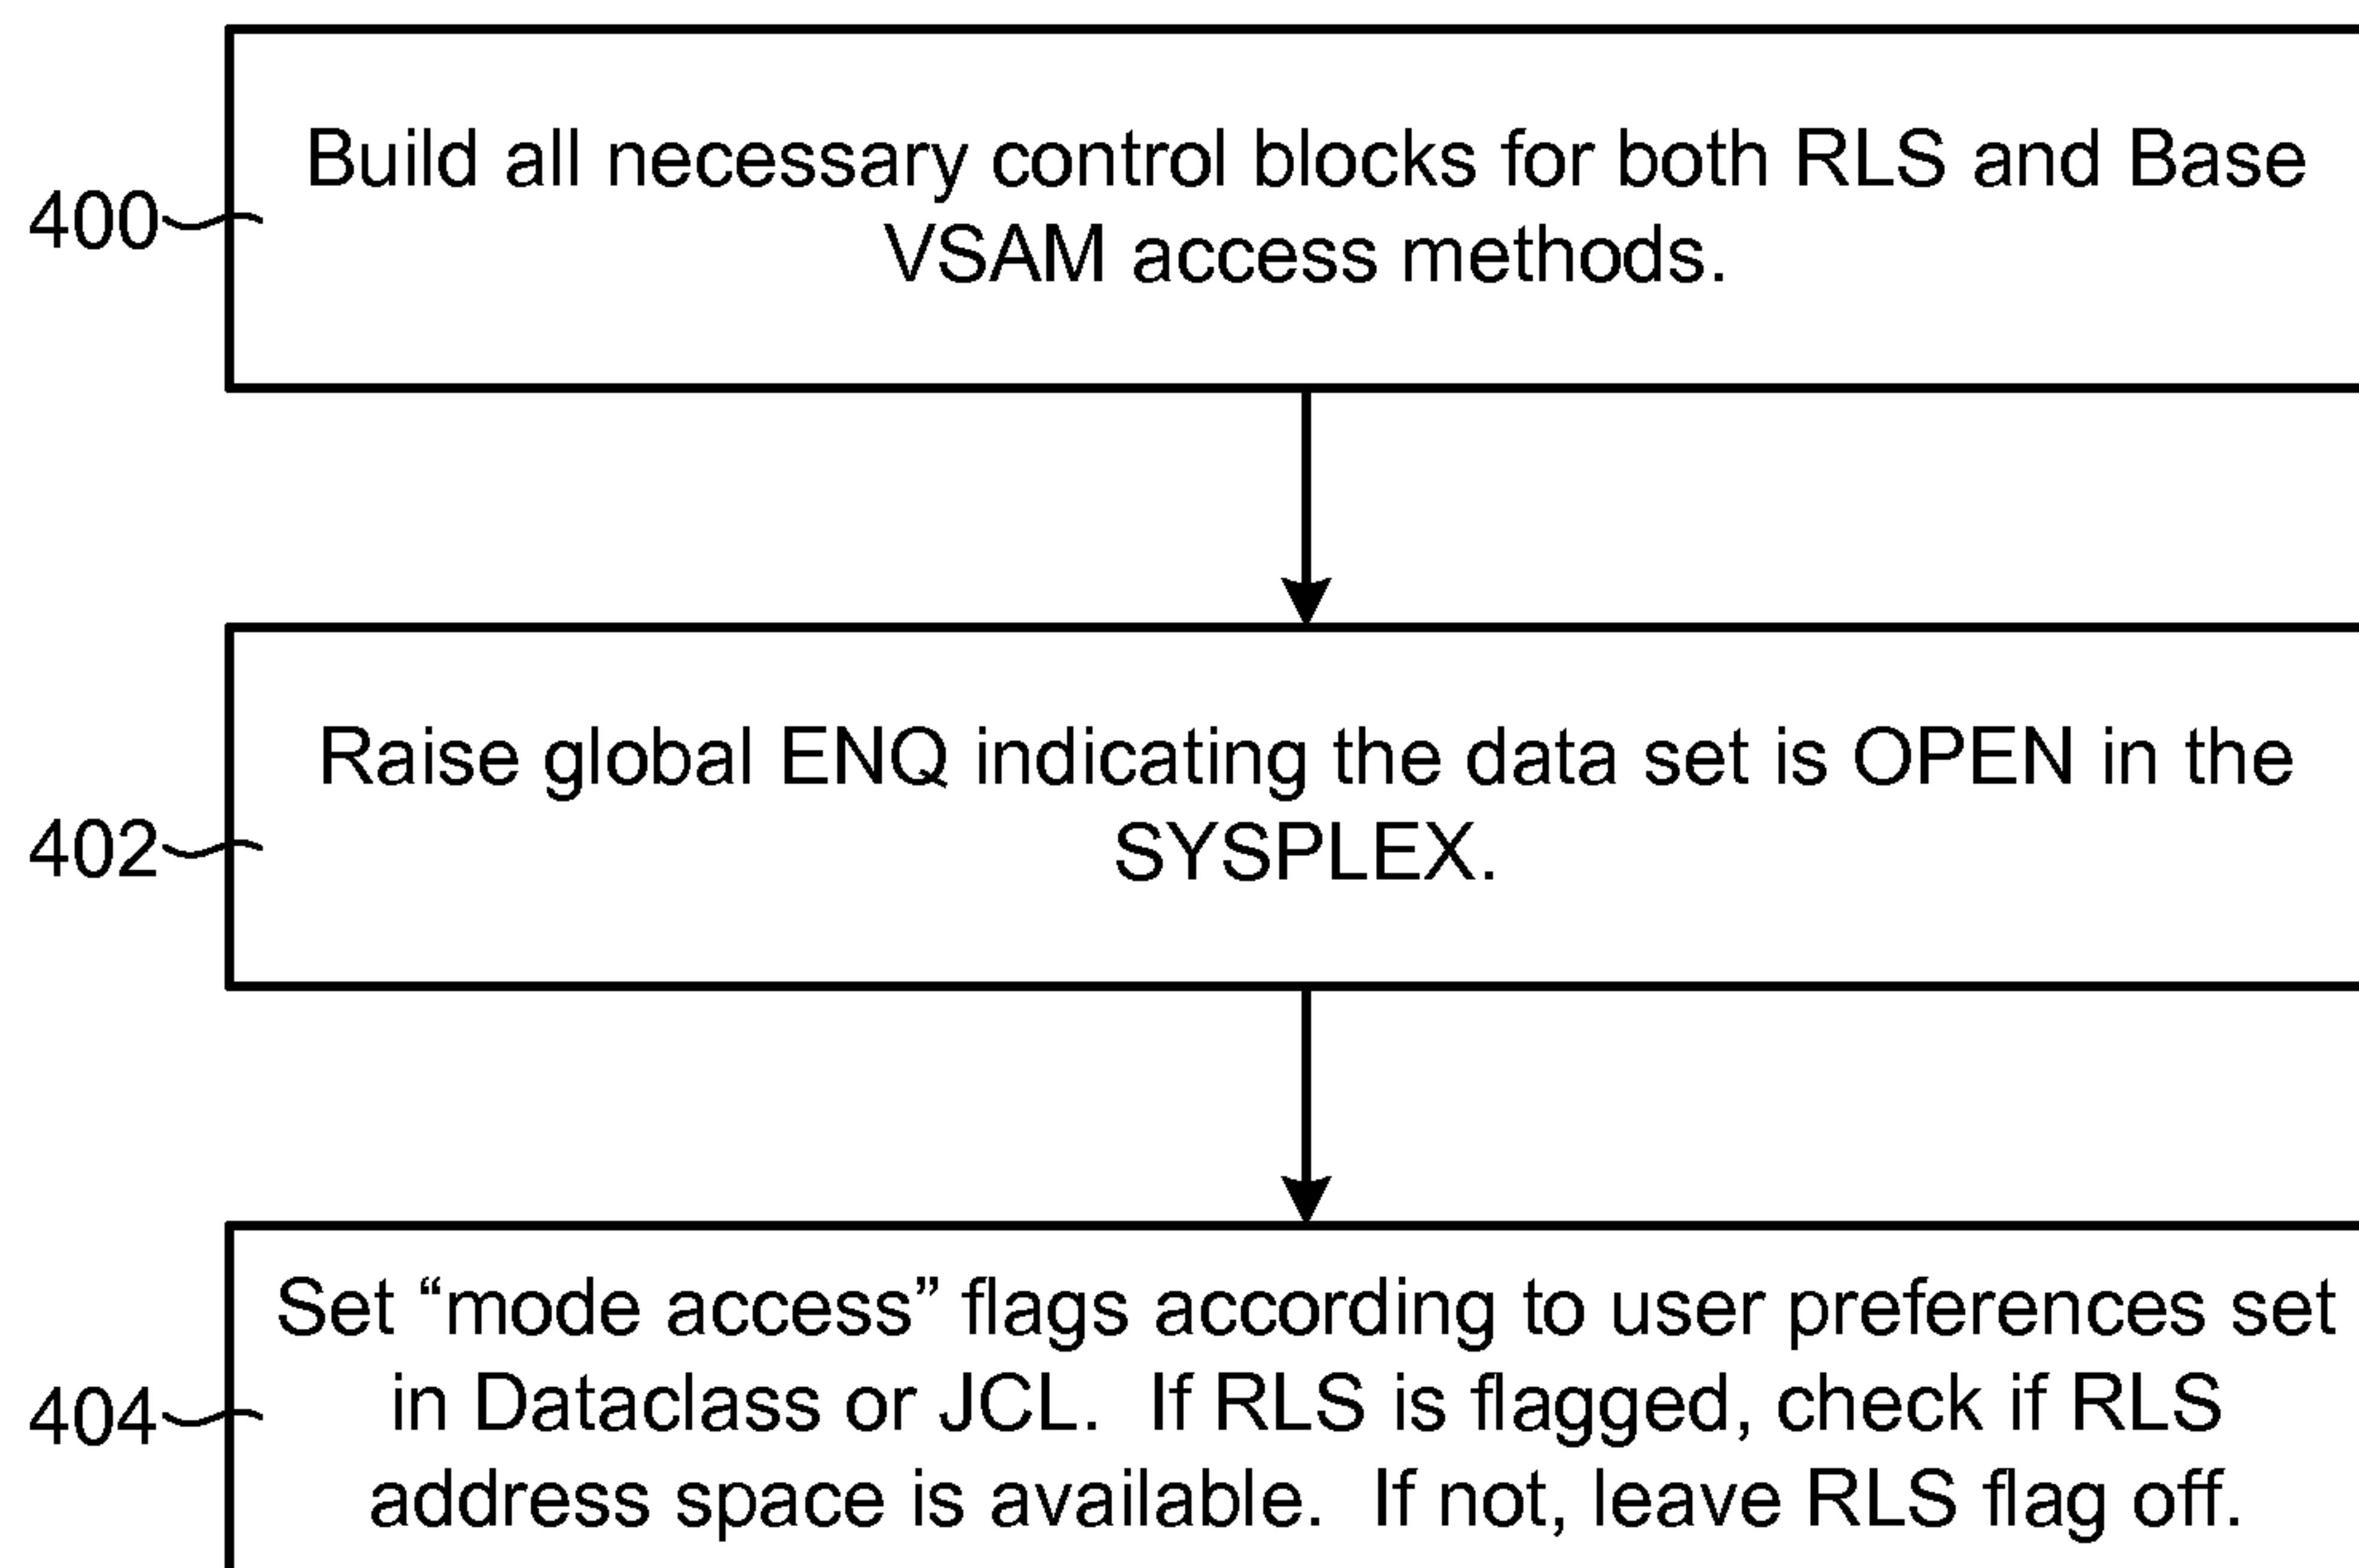 400
Build all necessary control blocks for both RLS and Base
VSAM access methods.
402
Raise global ENQ indicating the data set is OPEN in the
SYSPLEX.
404
Set “mode access” flags according to user preferences set
in Dataclass or JCL.  If RLS is flagged, check if RLS
address space is available.  If not, leave RLS flag off.